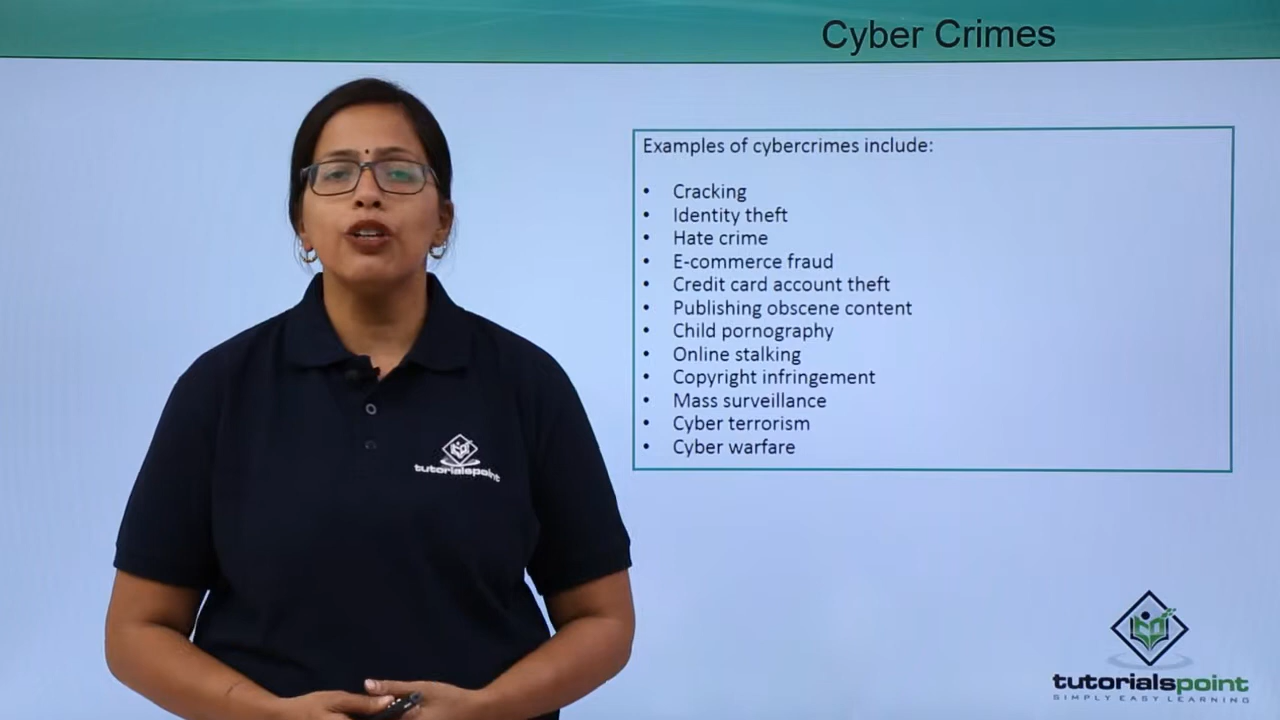 Cyber Crimes
Examples of cybercrimes include:
• Cracking
• Identity theft
• Hate crime
• E-commerce fraud
• Credit card account theft
• Publishing obscene content
• Child pornography
• Online stalking
• Copyright infringement
• Mass surveillance
• Cyber terrorism
• Cyber warfare
tutorialspoint
tutorialspoint
SIMPLY EASY LEARNING